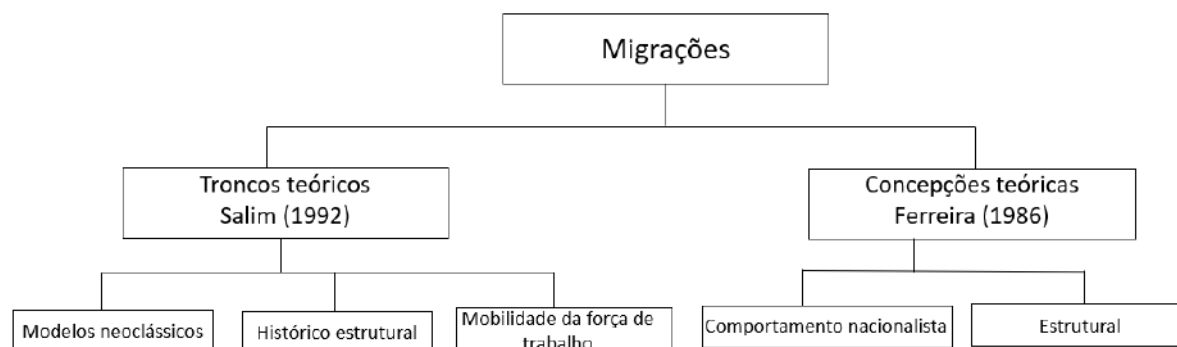 Migrações
Troncos teóricos
Salim (1992)
Concepções teóricas
Ferreira (1986)
Modelos neoclássicos
Histórico estrutural
Mobilidade da força de
trabalho
Comportamento nacionalista
Estrutural